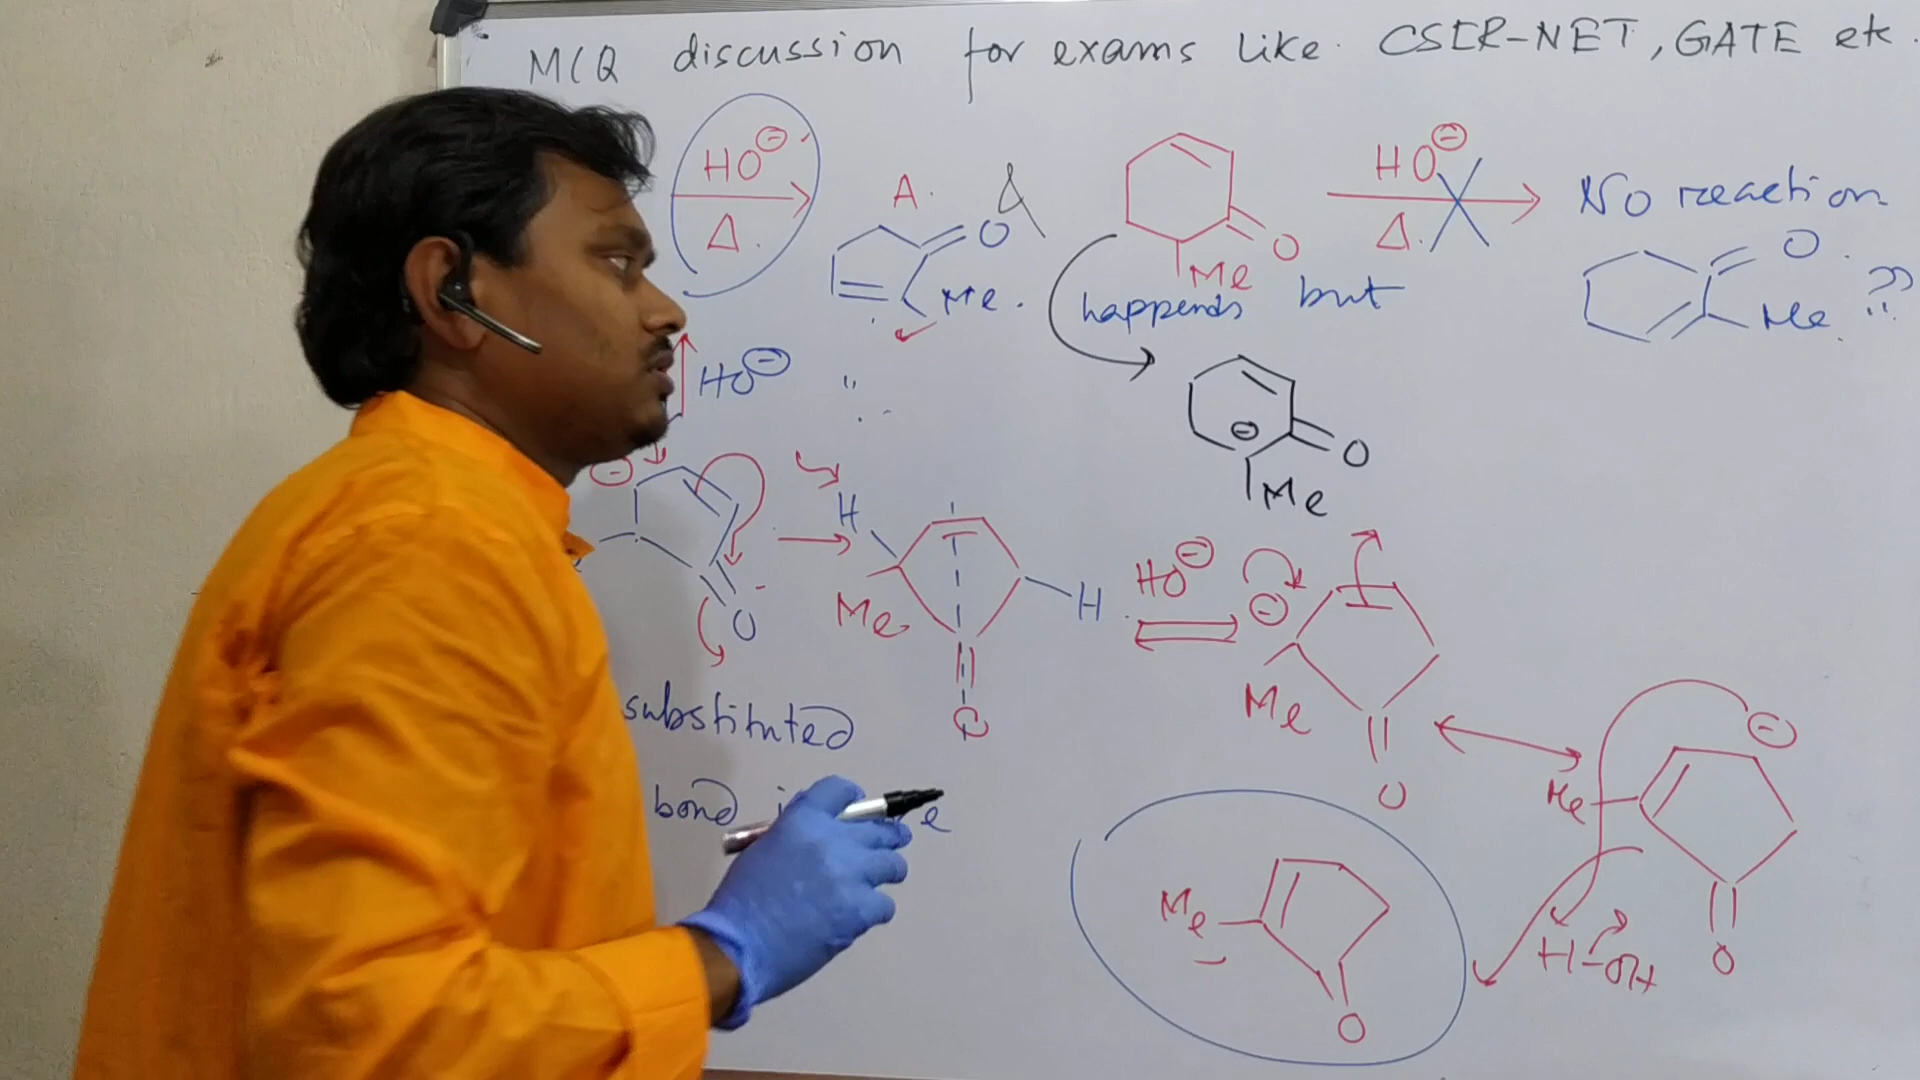 MCQ discussion for exams like CSIR-NET, GATE etc.
HO⊖
Δ.
A.
&
O
Me.
Me
O
HO⊖
Δ.
No reaction
O
Me. ??
happends but
HO⊖
"
⊖
O
Me
⊖
O
H
Me
H
O
HO⊖
⊖
Me
O
⊖
Me
O
H-OH
substituted
bond
Me
O